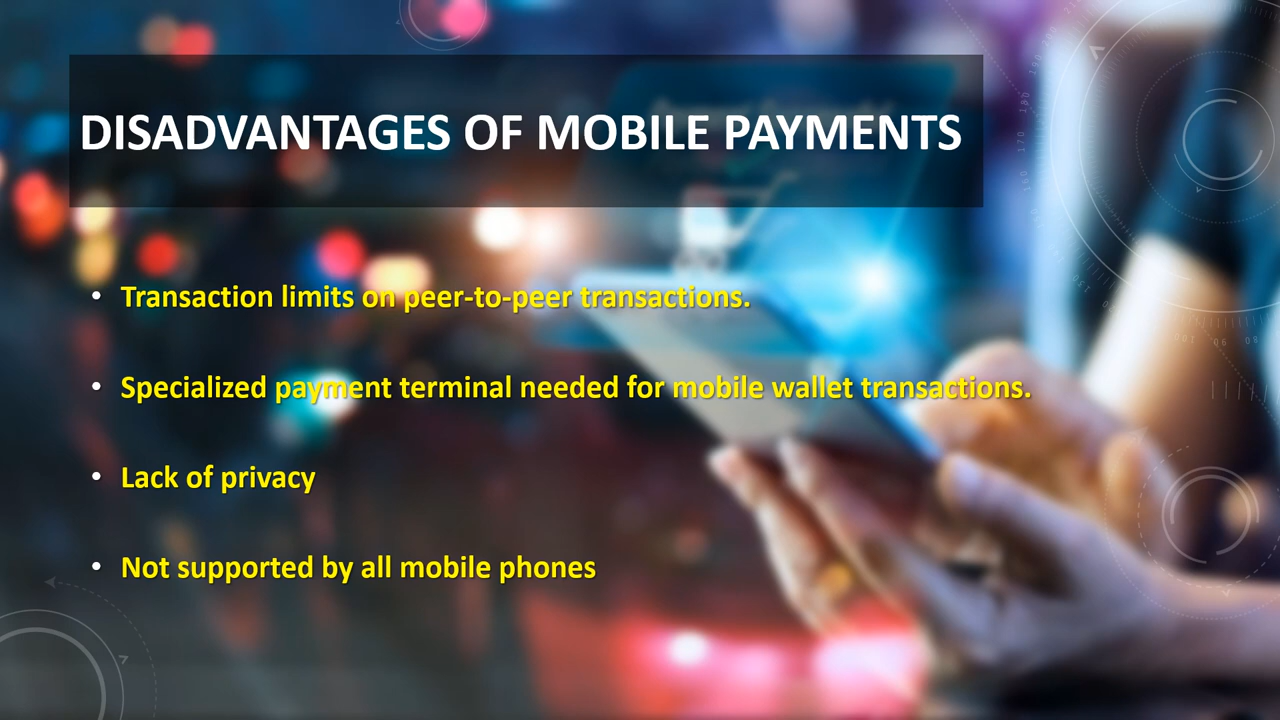 DISADVANTAGES OF MOBILE PAYMENTS
• Transaction limits on peer-to-peer transactions.
• Specialized payment terminal needed for mobile wallet transactions.
• Lack of privacy
• Not supported by all mobile phones